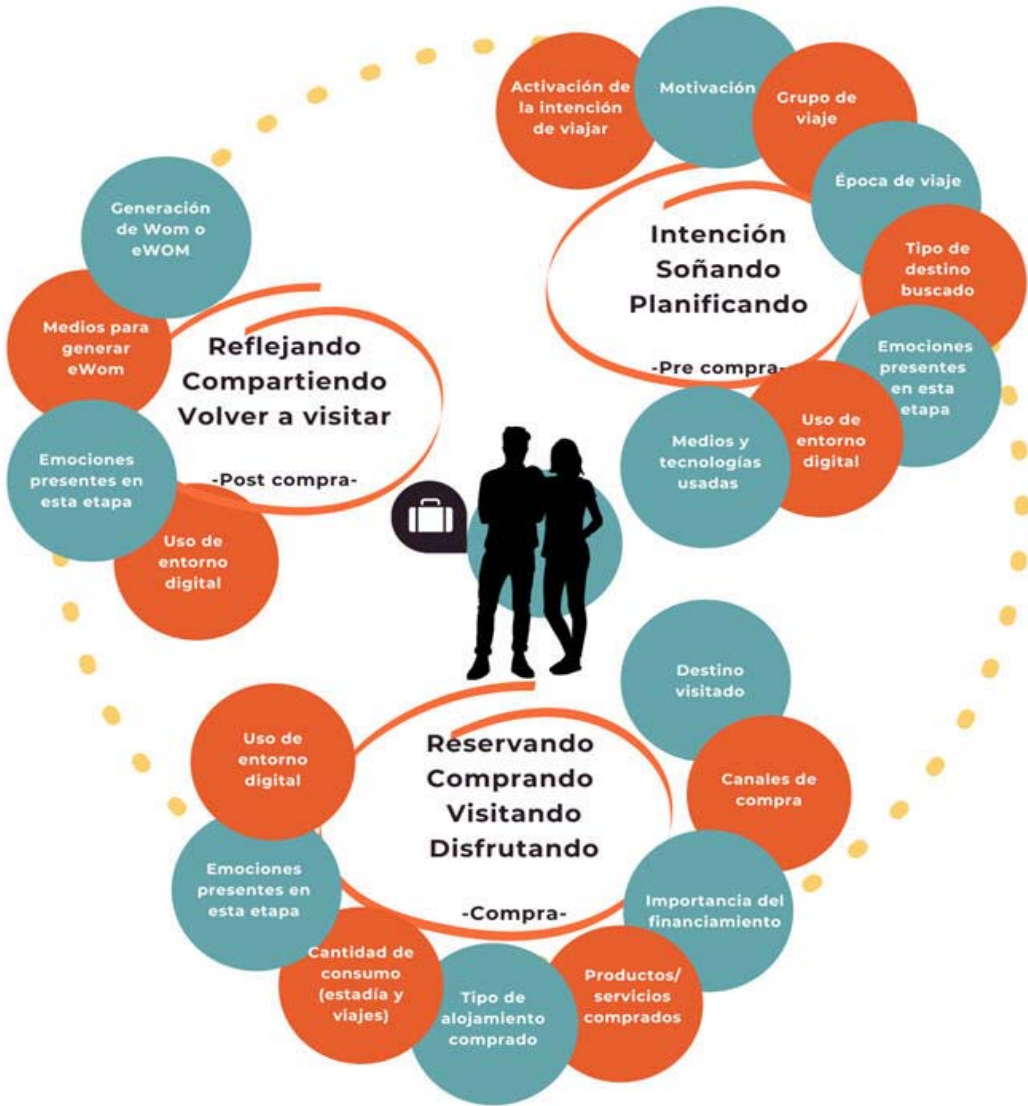 Activación de
la intención
de viajar
Motivación
Grupo de
viaje
Época de viaje
Tipo de
destino
buscado
Emociones
presentes
en esta
etapa
Uso de
entorno
digital
Medios y
tecnologías
usadas
Intención
Soñando
Planificando
-Pre compra-
Destino
visitado
Canales de
compra
Importancia del
financiamiento
Productos/
servicios
comprados
Tipo de
alojamiento
comprado
Cantidad de
consumo
(estadía y
viajes)
Emociones
presentes en
esta etapa
Uso de
entorno
digital
Reservando
Comprando
Visitando
Disfrutando
-Compra-
Uso de
entorno
digital
Emociones
presentes en
esta etapa
Medios para
generar
eWom
Generación
de Wom o
eWOM
Reflejando
Compartiendo
Volver a visitar
-Post compra-